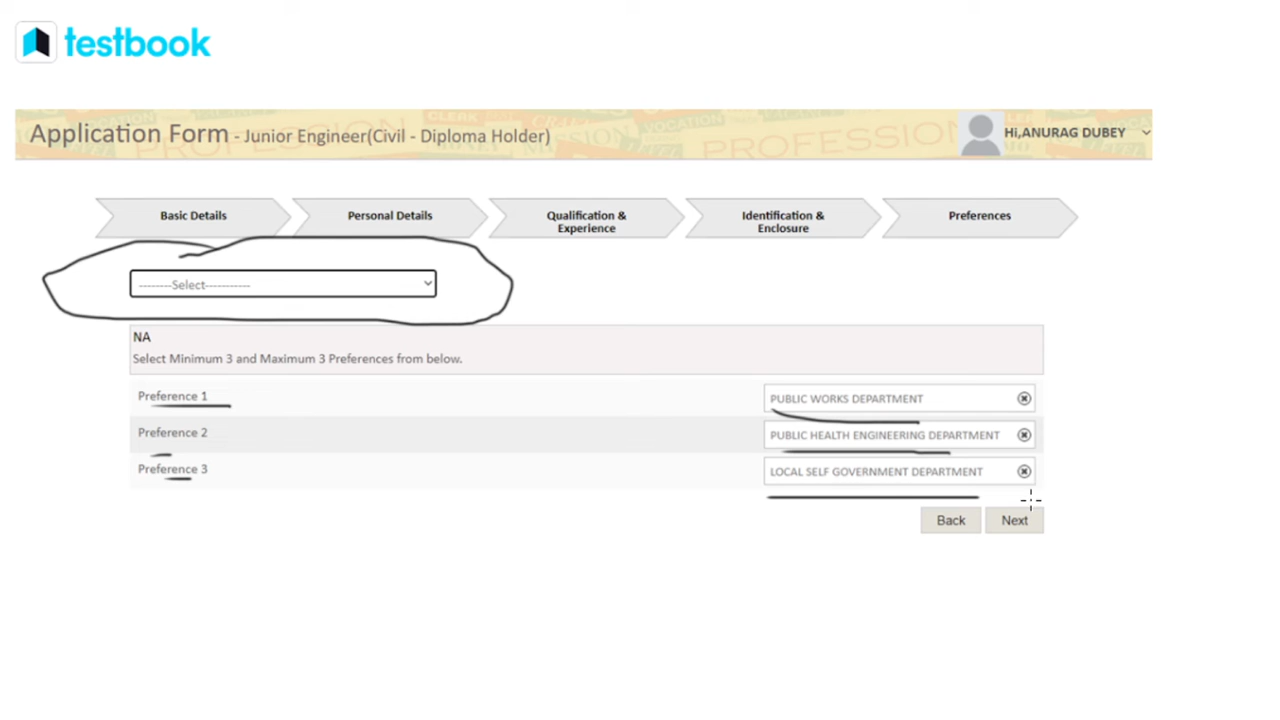 testbook
Application Form - Junior Engineer(Civil - Diploma Holder)
Hi,ANURAG DUBEY
Basic Details
Personal Details
Qualification &
Experience
Identification &
Enclosure
Preferences
--------Select-----------
NA
Select Minimum 3 and Maximum 3 Preferences from below.
Preference 1
PUBLIC WORKS DEPARTMENT
Preference 2
PUBLIC HEALTH ENGINEERING DEPARTMENT
Preference 3
LOCAL SELF GOVERNMENT DEPARTMENT
Back
Next